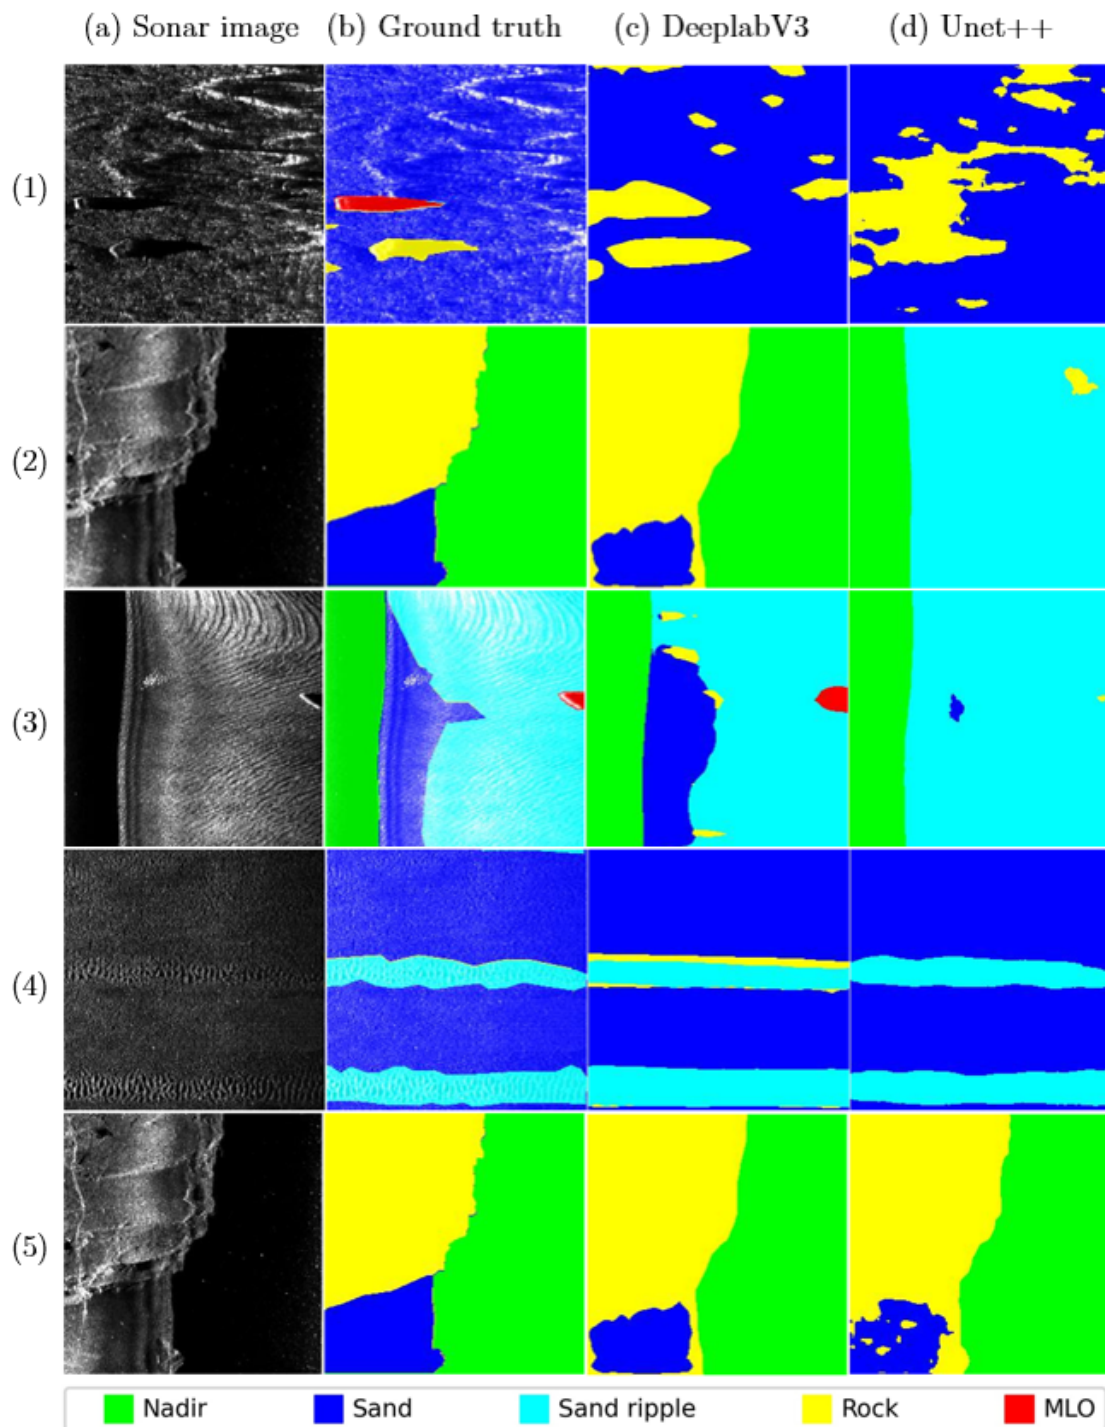 (a) Sonar image (b) Ground truth (c) DeeplabV3 (d) Unet++
(1)
(2)
(3)
(4)
(5)
Nadir Sand Sand ripple Rock MLO